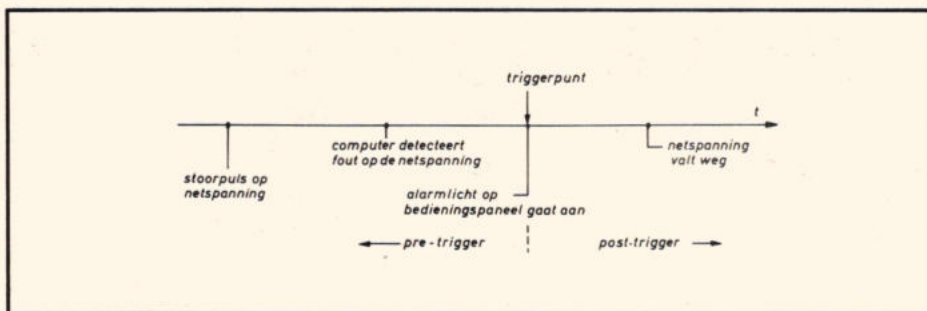 triggerpunt
t
computer detecteert
fout op de netspanning
netspanning
valt weg
stoorpuls op
netspanning
alarmlicht op
bedieningspaneel gaat aan
pre-trigger
post-trigger